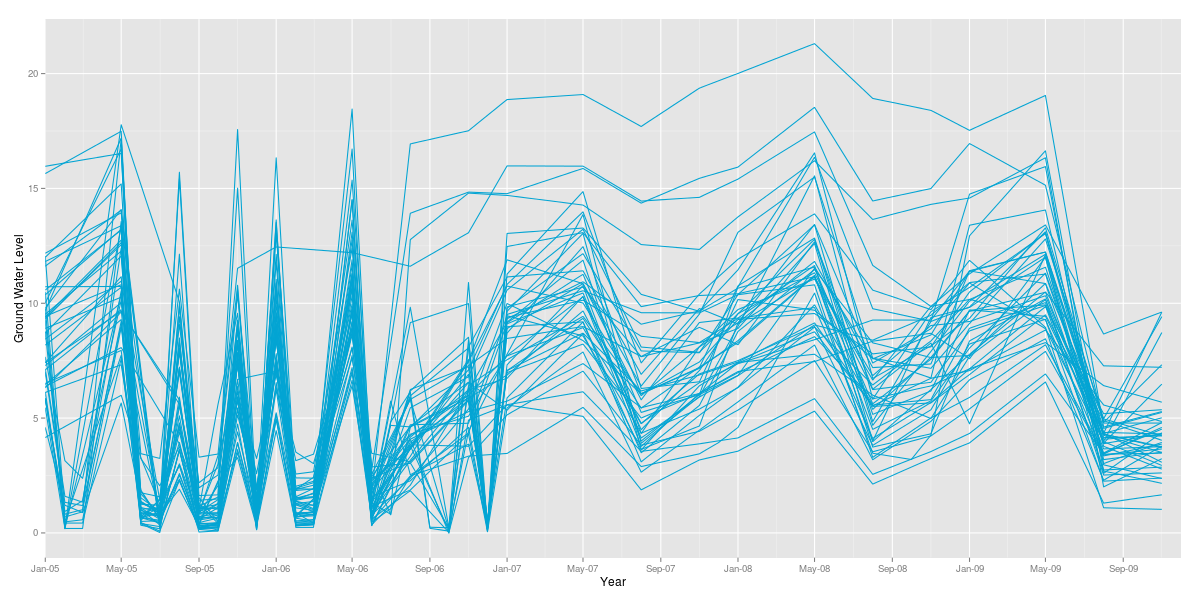 20
15
10
5
0
Ground Water Level
Jan-05 May-05 Sep-05 Jan-06 May-06 Sep-06 Jan-07 May-07 Sep-07 Jan-08 May-08 Sep-08 Jan-09 May-09 Sep-09
Year